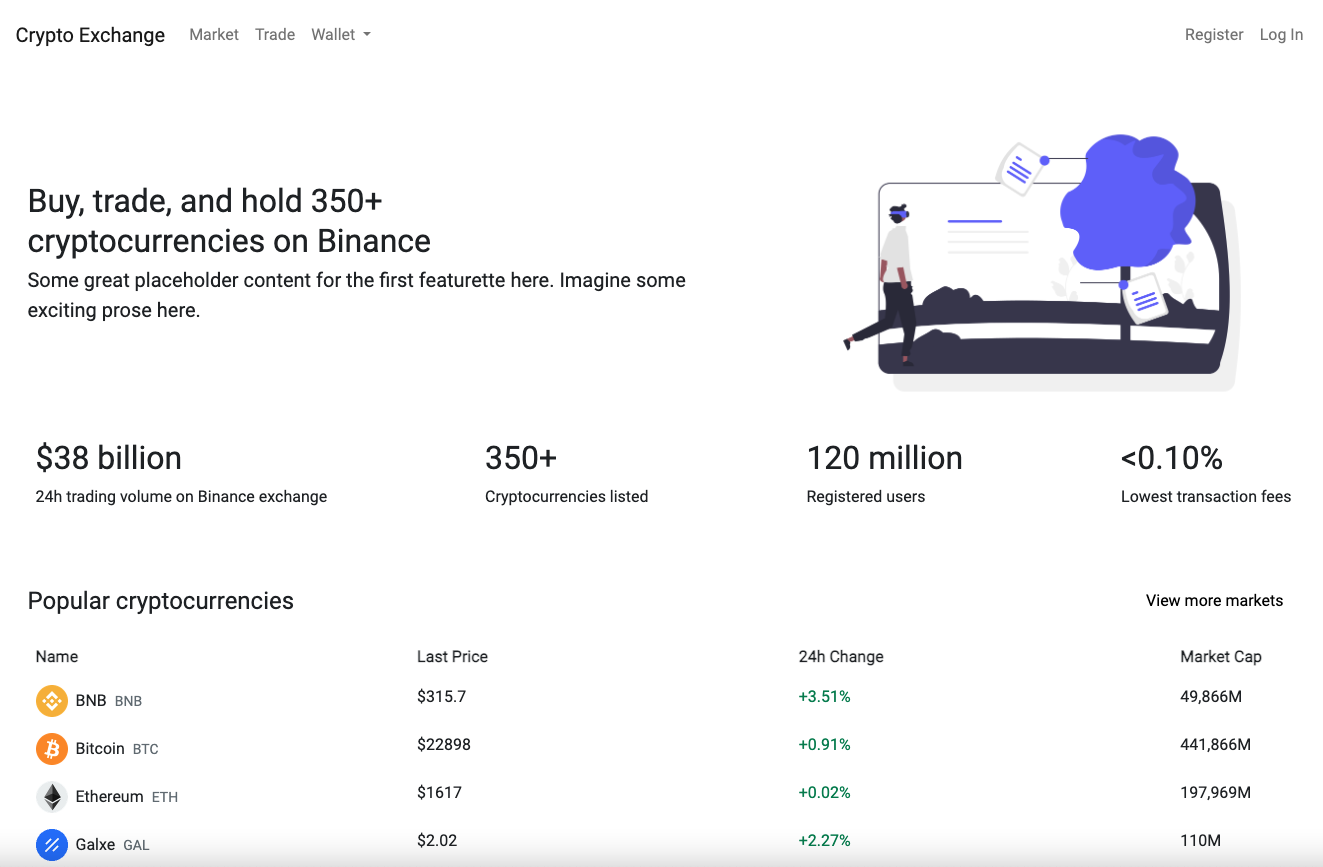 Crypto Exchange Market Trade Wallet Register Log In
Buy, trade, and hold 350+
cryptocurrencies on Binance
Some great placeholder content for the first featurette here. Imagine some
exciting prose here.
$38 billion 350+ 120 million <0.10%
24h trading volume on Binance exchange Cryptocurrencies listed Registered users Lowest transaction fees
Popular cryptocurrencies View more markets
Name Last Price 24h Change Market Cap
BNB BNB $315.7 +3.51% 49,866M
Bitcoin BTC $22898 +0.91% 441,866M
Ethereum ETH $1617 +0.02% 197,969M
Galxe GAL $2.02 +2.27% 110M